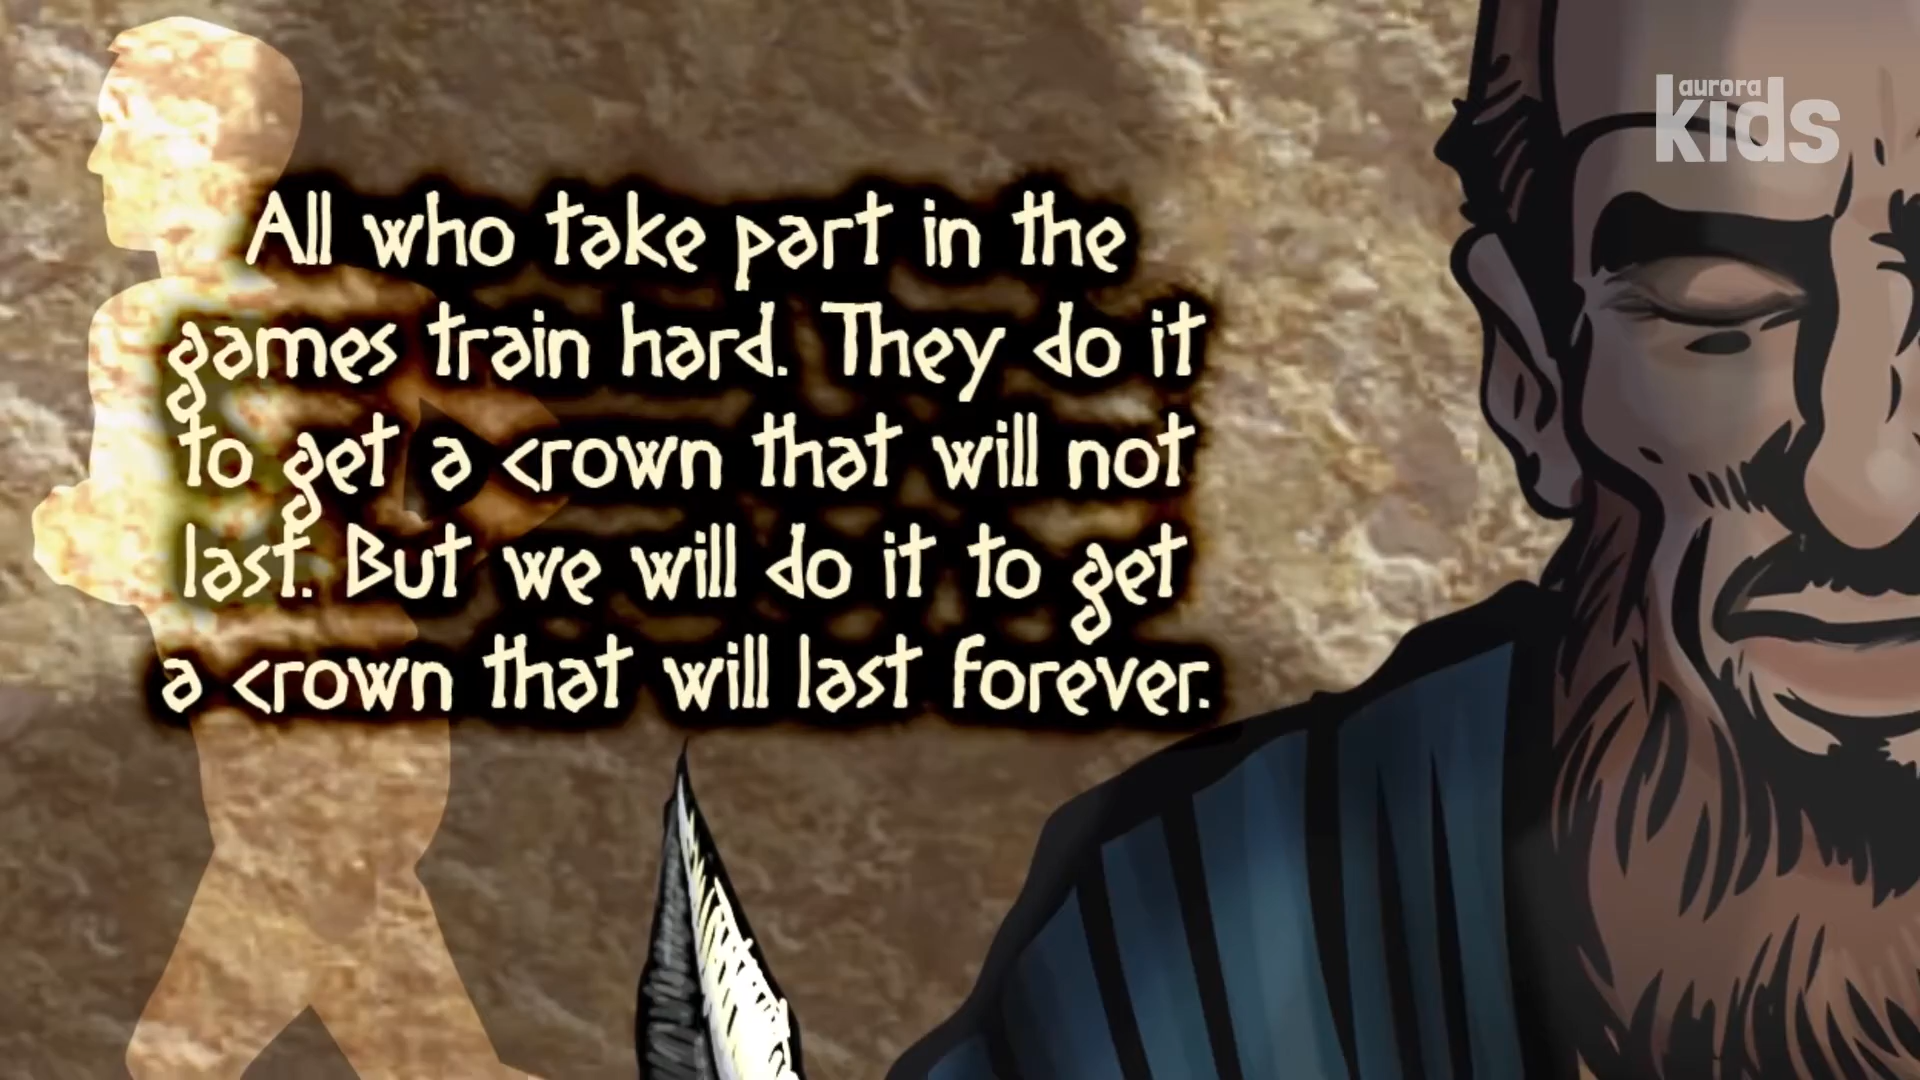 aurora
kids
All who take part in the
games train hard. They do it
to get a crown that will not
last. But we will do it to get
a crown that will last forever.